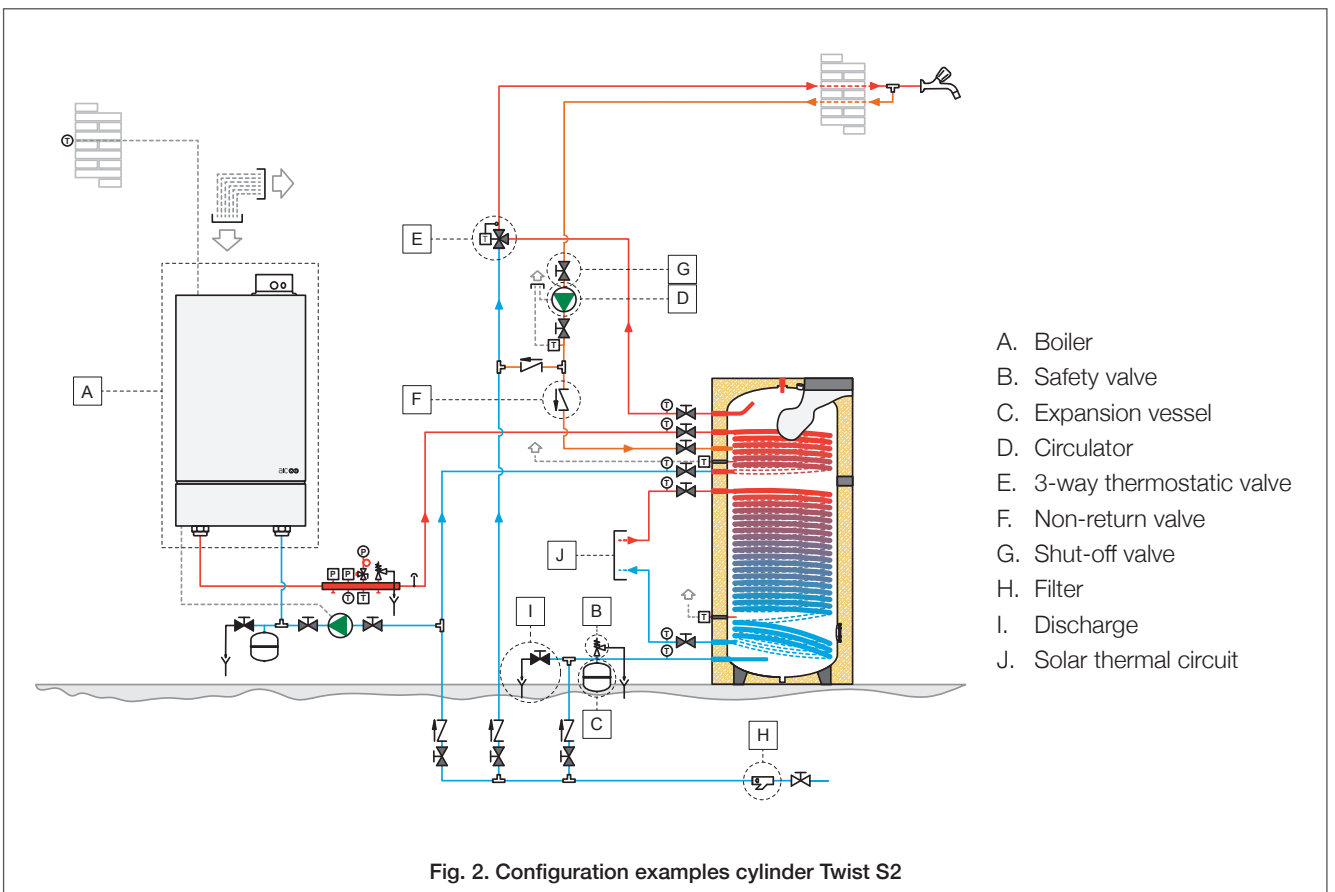 T
A
E
G
D
T
T
F
T
T
T
T
T
T
P
P
P
T
T
J
I
B
T
T
C
H
A. Boiler
B. Safety valve
C. Expansion vessel
D. Circulator
E. 3-way thermostatic valve
F. Non-return valve
G. Shut-off valve
H. Filter
I. Discharge
J. Solar thermal circuit
Fig. 2. Configuration examples cylinder Twist S2